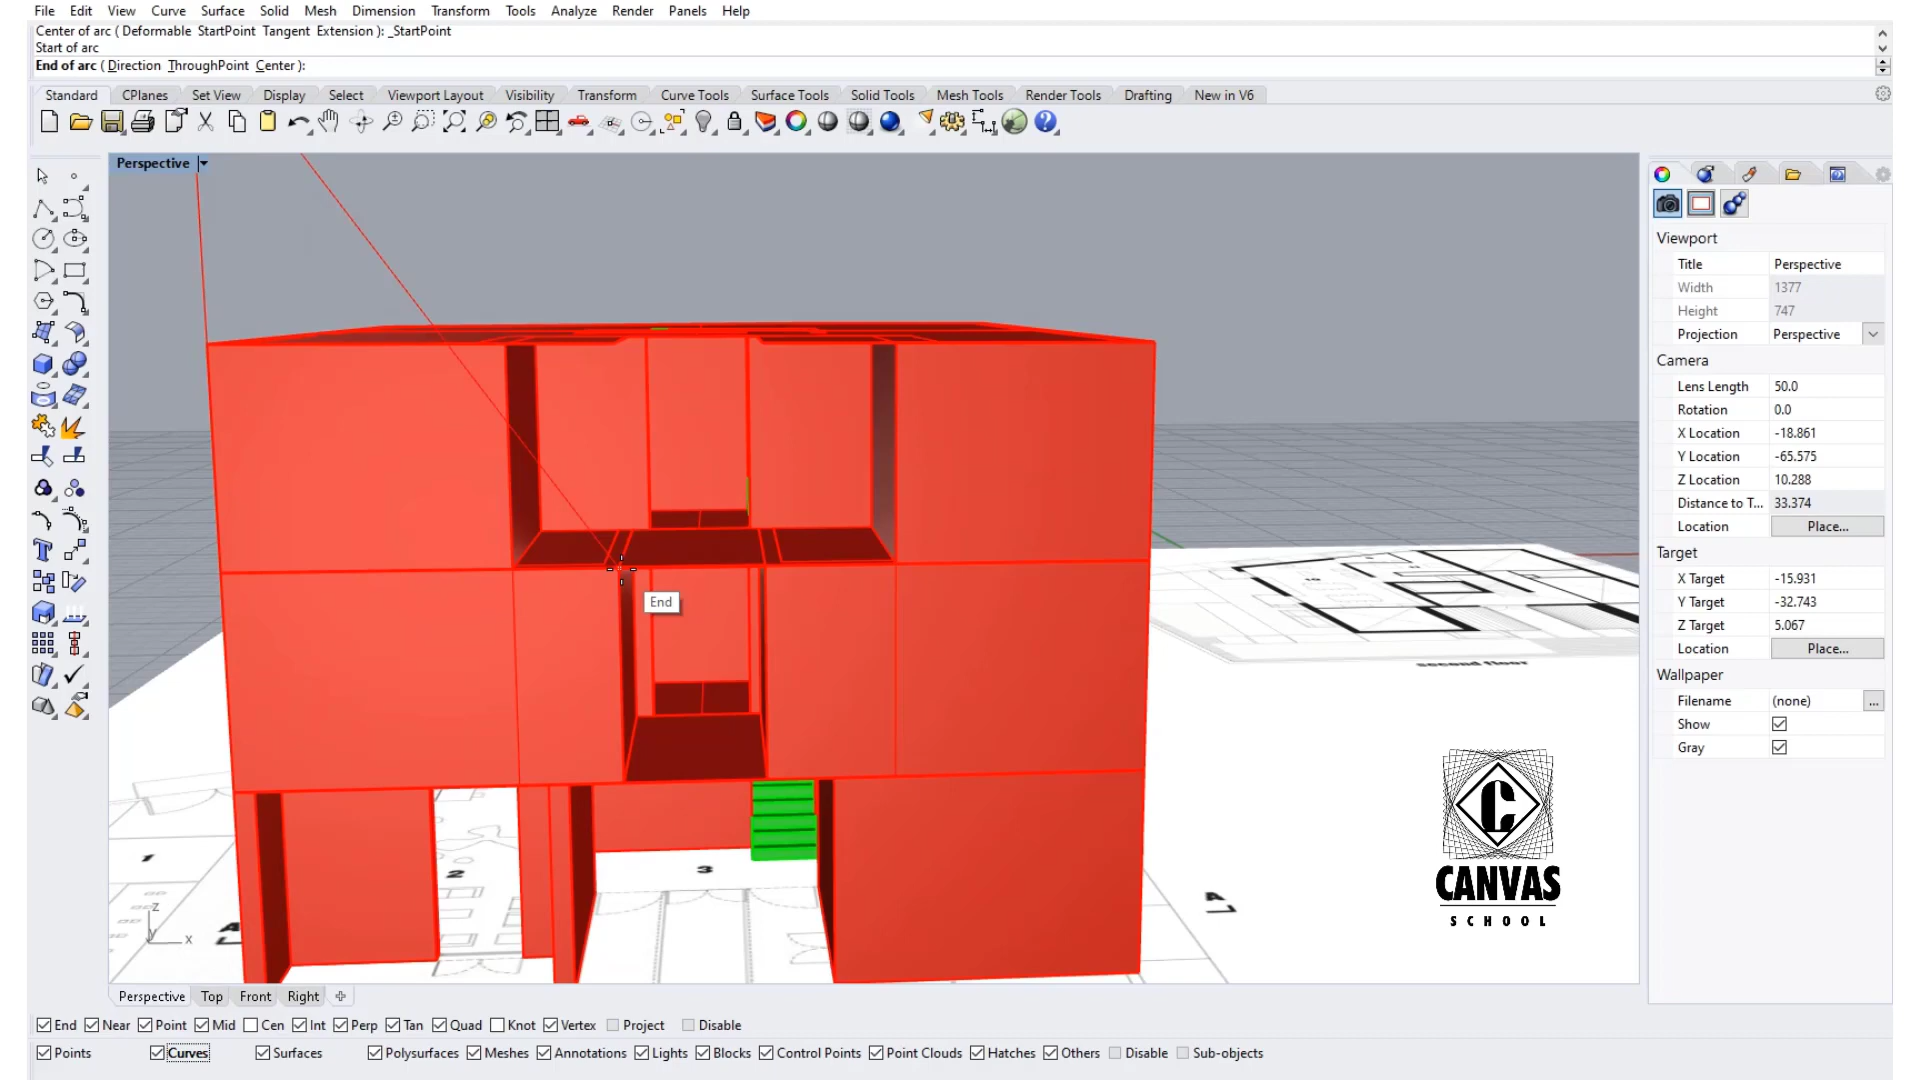 File Edit View Curve Surface Solid Mesh Dimension Transform Tools Analyze Render Panels Help
Center of arc ( Deformable StartPoint Tangent Extension ): _StartPoint
Start of arc
End of arc ( Direction ThroughPoint Center ):
Standard CPlanes Set View Display Select Viewport Layout Visibility Transform Curve Tools Surface Tools Solid Tools Mesh Tools Render Tools Drafting New in V6
Perspective
Viewport
Title Perspective
Width 1377
Height 747
Projection Perspective
Camera
Lens Length 50.0
Rotation 0.0
X Location -18.861
Y Location -65.575
Z Location 10.288
Distance to T... 33.374
Location Place...
Target
X Target -15.931
Y Target -32.743
Z Target 5.067
Location Place...
Wallpaper
Filename (none) ...
Show
Gray
End
second floor
1
2
3
A
A
z
y
x
C
CANVAS
SCHOOL
Perspective Top Front Right
End Near Point Mid Cen Int Perp Tan Quad Knot Vertex Project Disable
Points Curves Surfaces Polysurfaces Meshes Annotations Lights Blocks Control Points Point Clouds Hatches Others Disable Sub-objects